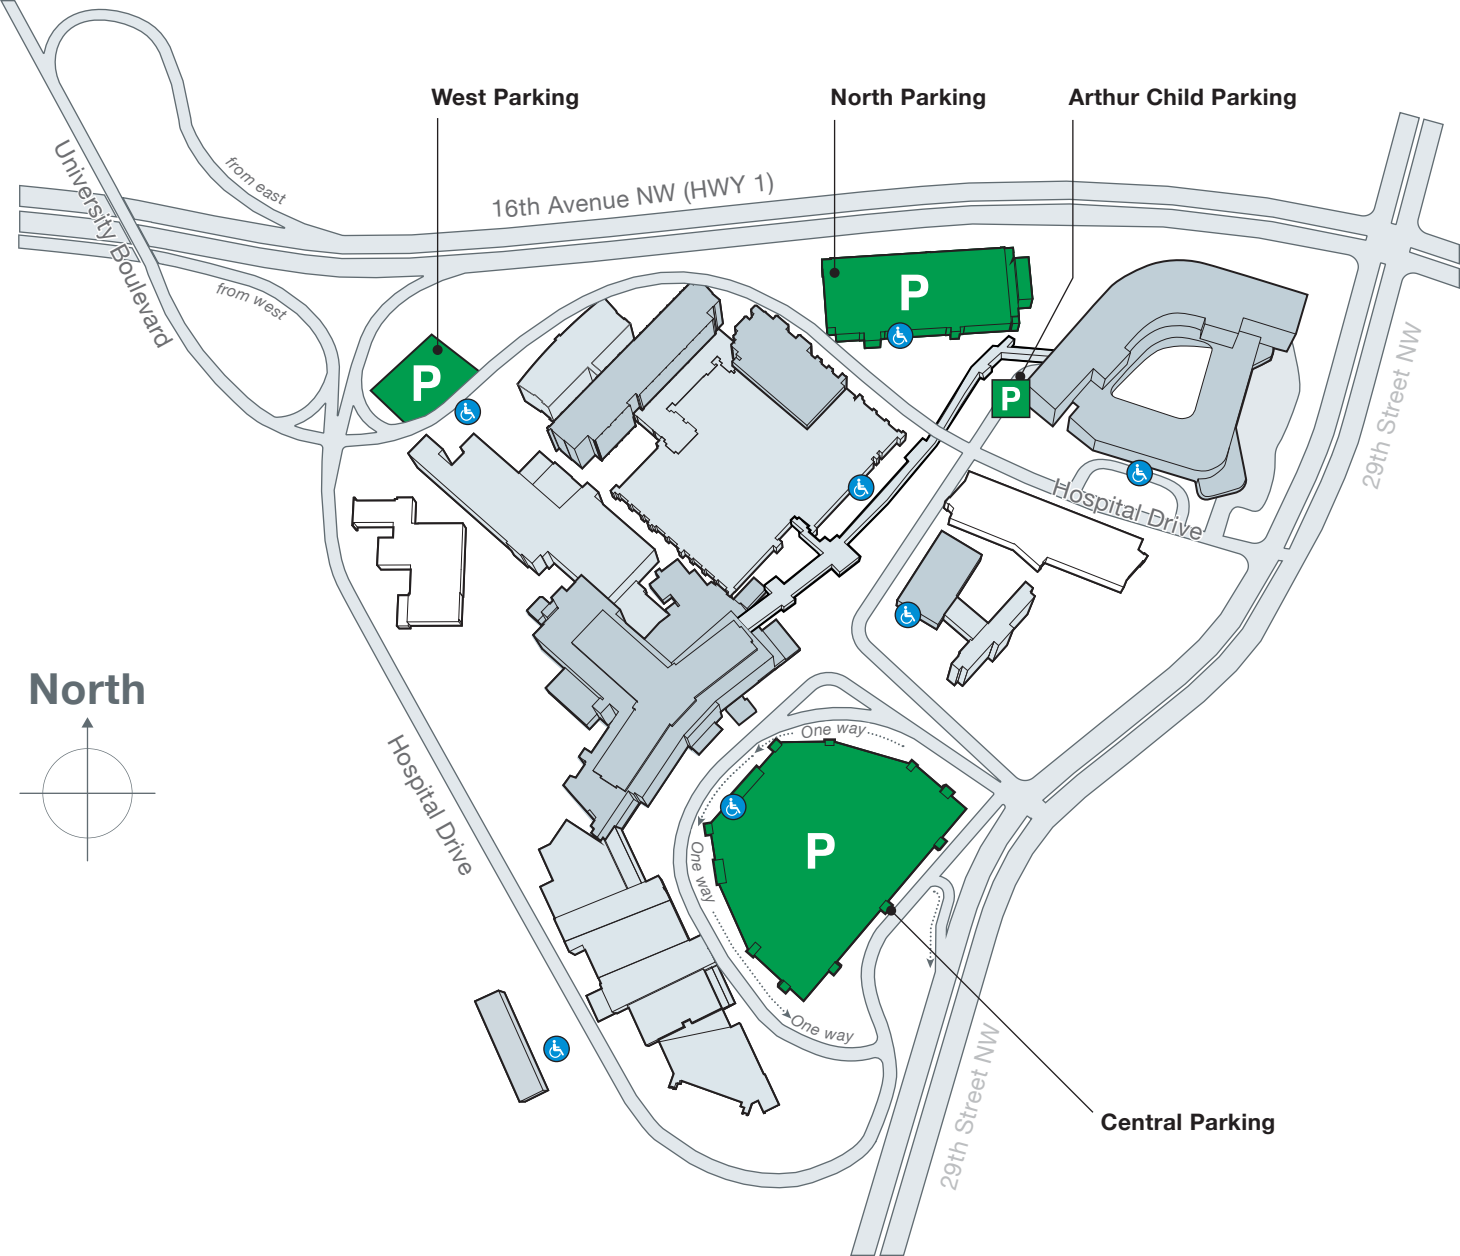 West Parking
North Parking
Arthur Child Parking
University Boulevard
from east
16th Avenue NW (HWY 1)
from west
P
P
P
29th Street NW
Hospital Drive
North
Hospital Drive
One way
One way
P
One way
29th Street NW
Central Parking